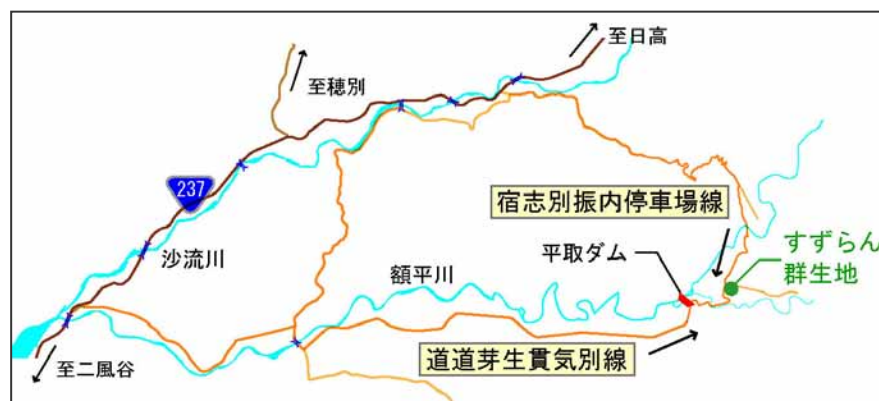 至日高
至穂別
237
宿志別振内停車場線
すずらん
群生地
平取ダム
沙流川
額平川
道道芽生貫気別線
至二風谷